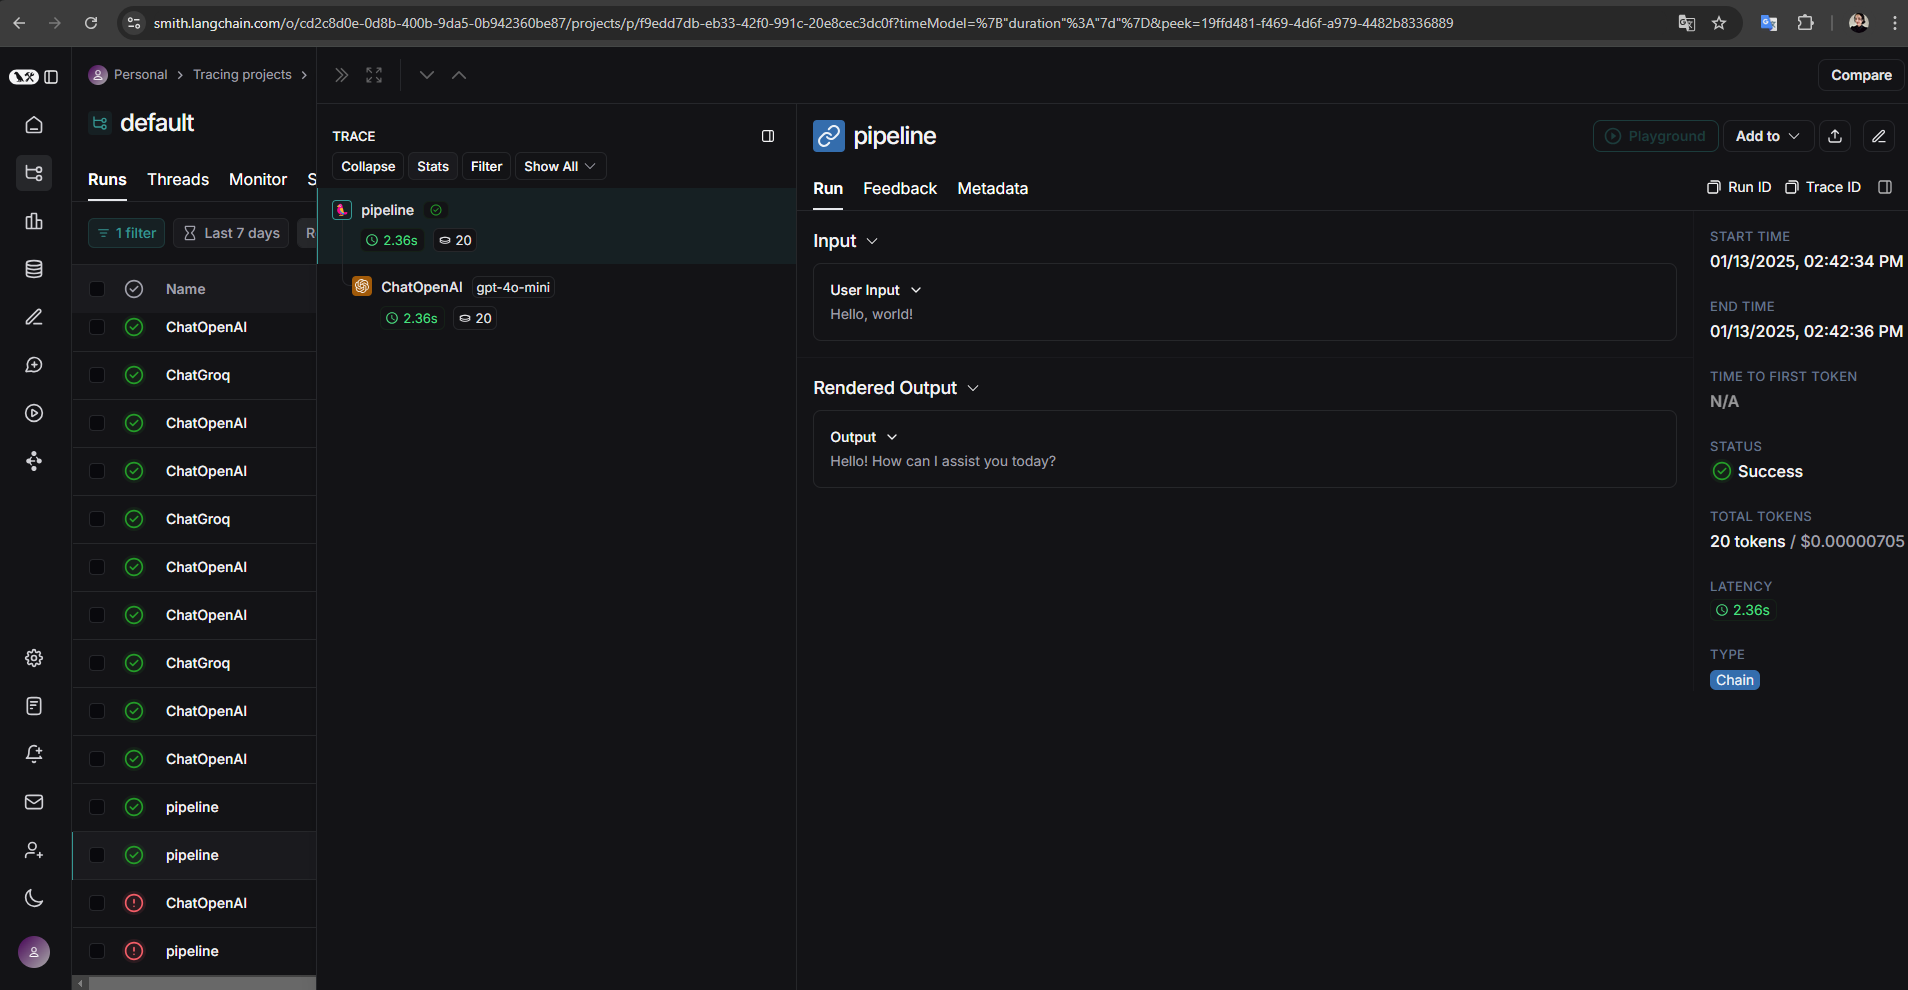 smith.langchain.com/o/cd2c8d0e-0d8b-400b-9da5-0b942360be87/projects/p/f9edd7db-eb33-42f0-991c-20e8cec3dc0f?timeModel=%7B"duration"%3A"7d"%7D&peek=19ffd481-f469-4d6f-a979-4482b8336889
Personal > Tracing projects >
default
Runs Threads Monitor S
1 filter Last 7 days R
Name
ChatOpenAI
ChatGroq
ChatOpenAI
ChatOpenAI
ChatGroq
ChatOpenAI
ChatOpenAI
ChatGroq
ChatOpenAI
ChatOpenAI
pipeline
pipeline
ChatOpenAI
pipeline
TRACE
Collapse Stats Filter Show All
pipeline
2.36s 20
ChatOpenAI gpt-4o-mini
2.36s 20
Compare
pipeline
Playground Add to
Run Feedback Metadata
Run ID Trace ID
Input
User Input
Hello, world!
Rendered Output
Output
Hello! How can I assist you today?
START TIME
01/13/2025, 02:42:34 PM
END TIME
01/13/2025, 02:42:36 PM
TIME TO FIRST TOKEN
N/A
STATUS
Success
TOTAL TOKENS
20 tokens / $0.00000705
LATENCY
2.36s
TYPE
Chain